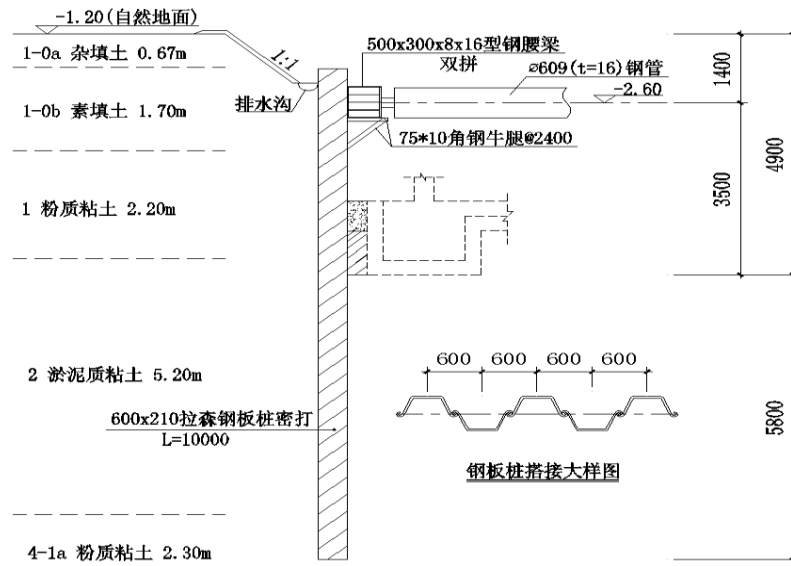 -1.20(自然地面)
1-0a 杂填土 0.67m
1:1
500x300x8x16型钢腰梁
双拼
ø609(t=16)钢管
-2.60
1400
排水沟
1-0b 素填土 1.70m
75*10角钢牛腿@2400
4900
3500
1 粉质粘土 2.20m
600 600 600 600
2 淤泥质粘土 5.20m
600x210拉森钢板桩密打
L=10000
5800
钢板桩搭接大样图
4-1a 粉质粘土 2.30m